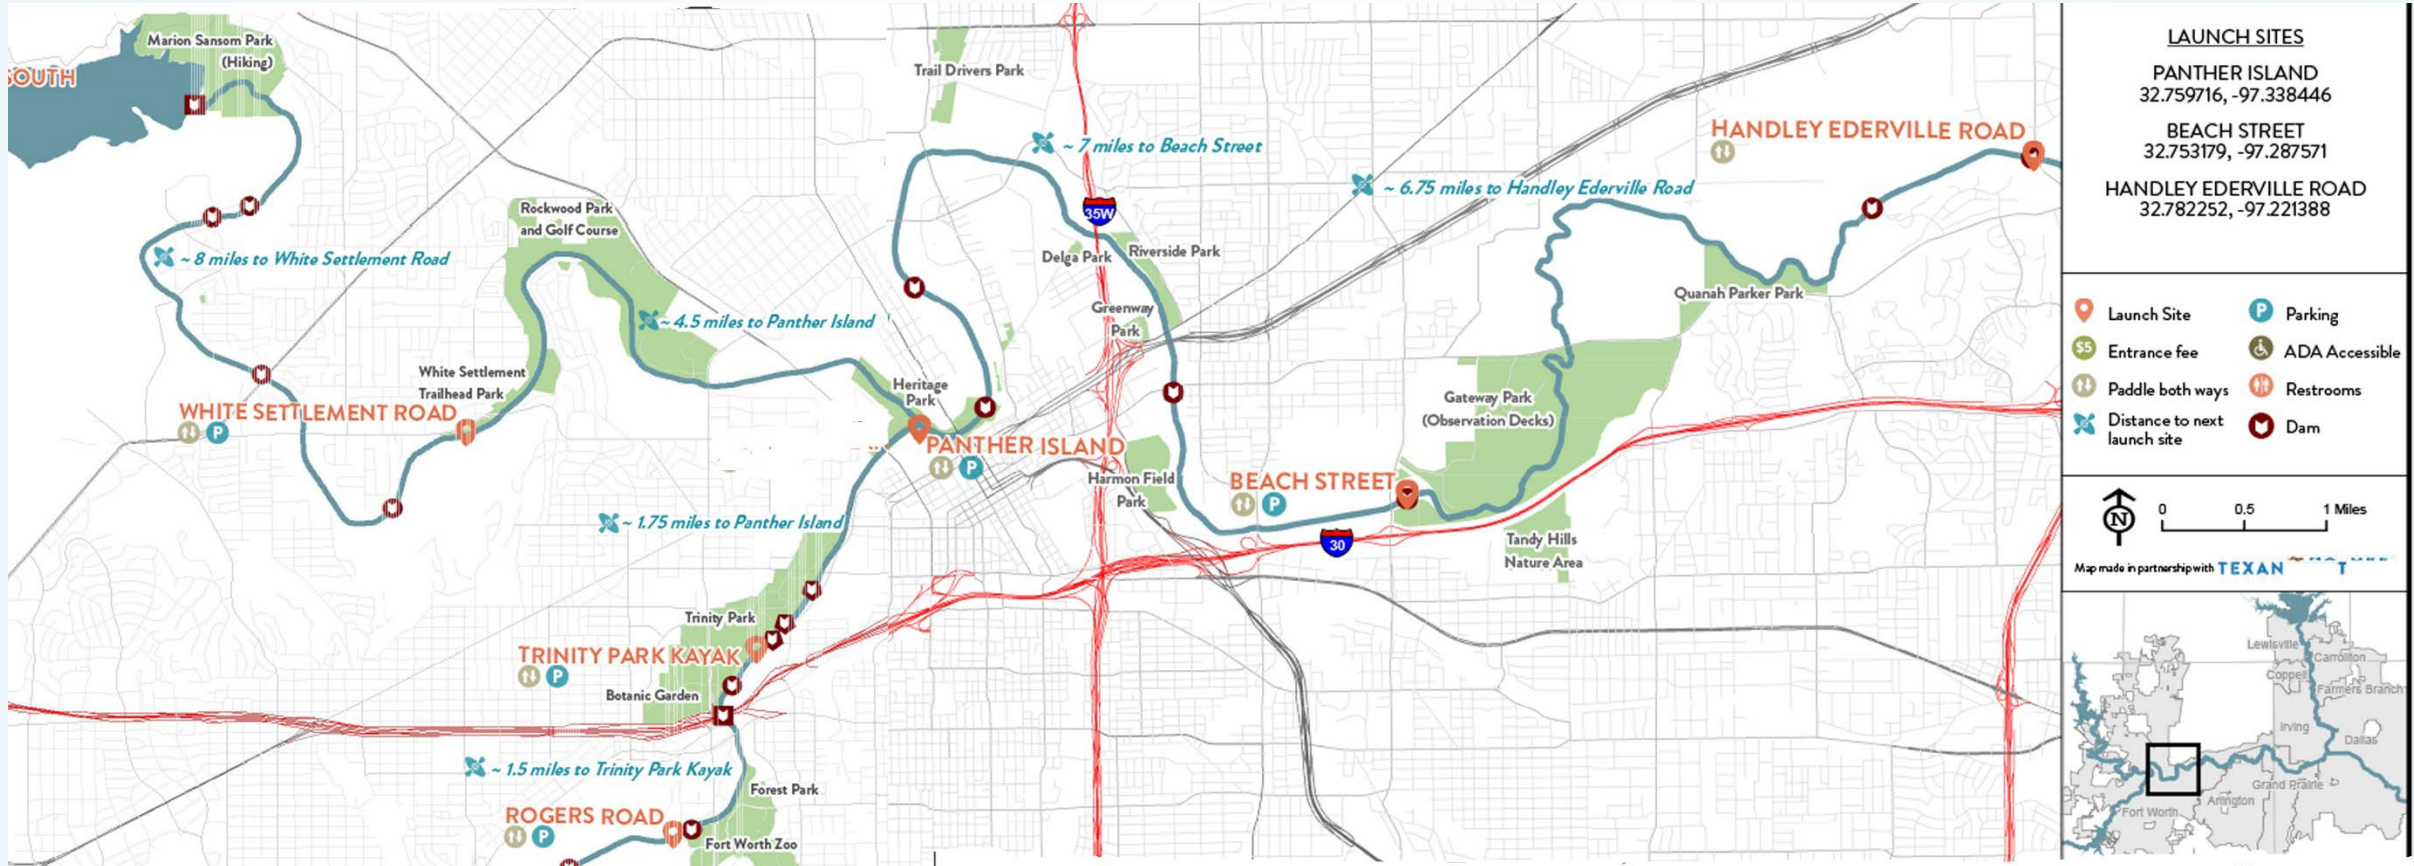 Marion Sansom Park
(Hiking)
SOUTH
~ 8 miles to White Settlement Road
Rockwood Park
and Golf Course
~ 4.5 miles to Panther Island
White Settlement
Trailhead Park
WHITE SETTLEMENT ROAD
P
~ 1.75 miles to Panther Island
Trinity Park
TRINITY PARK KAYAK
P
Botanic Garden
~ 1.5 miles to Trinity Park Kayak
Forest Park
ROGERS ROAD
P
Fort Worth Zoo
Trail Drivers Park
~ 7 miles to Beach Street
35W
Delga Park
Riverside Park
Greenway
Park
Heritage
Park
PANTHER ISLAND
P
Harmon Field
Park
BEACH STREET
P
30
~ 6.75 miles to Handley Ederville Road
HANDLEY EDERVILLE ROAD
Quanah Parker Park
Gateway Park
(Observation Decks)
Tandy Hills
Nature Area
LAUNCH SITES
PANTHER ISLAND
32.759716, -97.338446
BEACH STREET
32.753179, -97.287571
HANDLEY EDERVILLE ROAD
32.782252, -97.221388
Launch Site
P Parking
$5 Entrance fee
ADA Accessible
Paddle both ways
Restrooms
Distance to next
launch site
Dam
N
0 0.5 1 Miles
Map made in partnership with TEXAN T
Lewisville
Carrollton
Coppell
Farmers Branch
Irving
Dallas
Grand Prairie
Arlington
Fort Worth